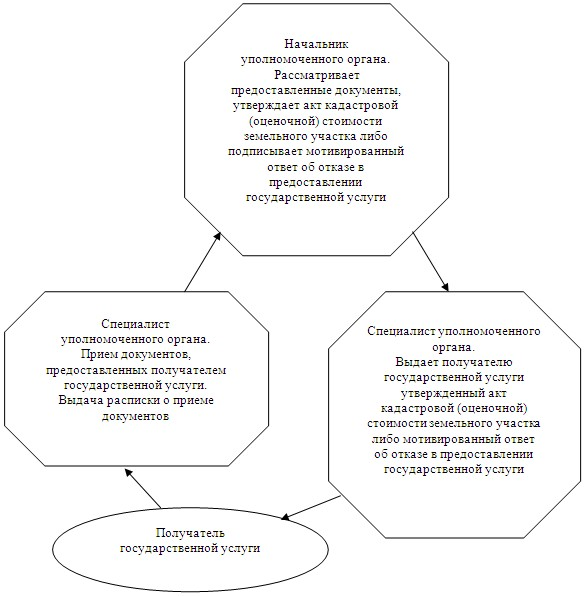 Начальник
уполномоченного органа.
Рассматривает
предоставленные документы,
утверждает акт кадастровой
(оценочной) стоимости
земельного участка либо
подписывает мотивированный
ответ об отказе в
предоставлении
государственной услуги
Специалист
уполномоченного органа.
Прием документов,
предоставленных получателем
государственной услуги.
Выдача расписки о приеме
документов
Специалист уполномоченного
органа.
Выдает получателю
государственной услуги
утвержденный акт
кадастровой (оценочной)
стоимости земельного участка
либо мотивированный ответ
об отказе в предоставлении
государственной услуги
Получатель
государственной услуги